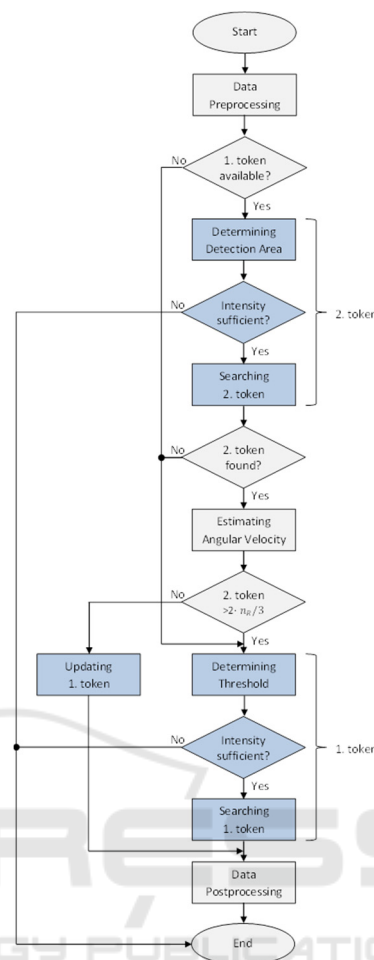 Start
Data
Preprocessing
No
1. token
available?
Yes
Determining
Detection Area
No
Intensity
sufficient?
2. token
Yes
Searching
2. token
No
2. token
found?
Yes
Estimating
Angular Velocity
No
2. token
>2· n_R/3
Yes
Updating
1. token
Determining
Threshold
No
Intensity
sufficient?
1. token
Yes
Searching
1. token
Data
Postprocessing
End